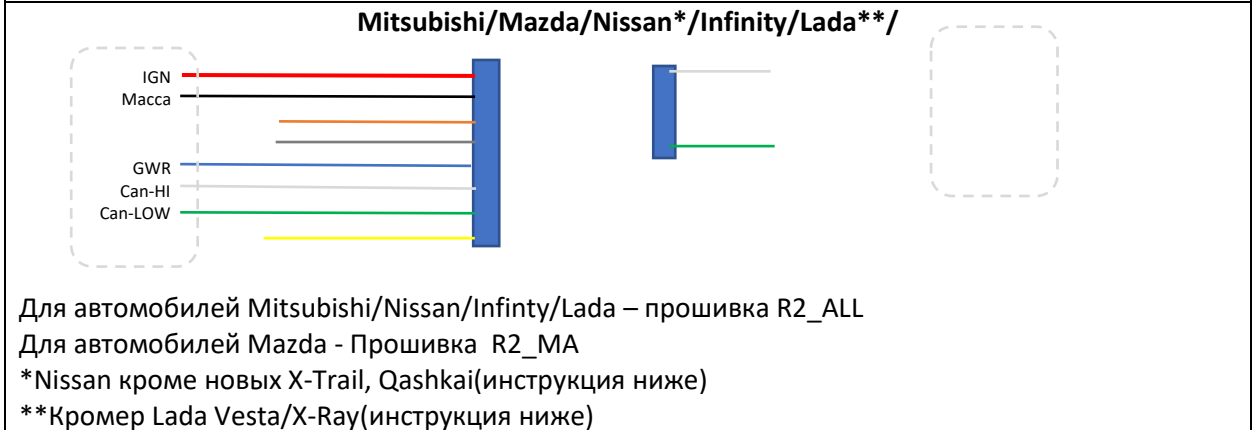 Mitsubishi/Mazda/Nissan*/Infinity/Lada**/
IGN
Масса
GWR
Can-HI
Can-LOW
Для автомобилей Mitsubishi/Nissan/Infinty/Lada – прошивка R2_ALL
Для автомобилей Mazda - Прошивка R2_MA
*Nissan кроме новых X-Trail, Qashkai(инструкция ниже)
**Кромер Lada Vesta/X-Ray(инструкция ниже)